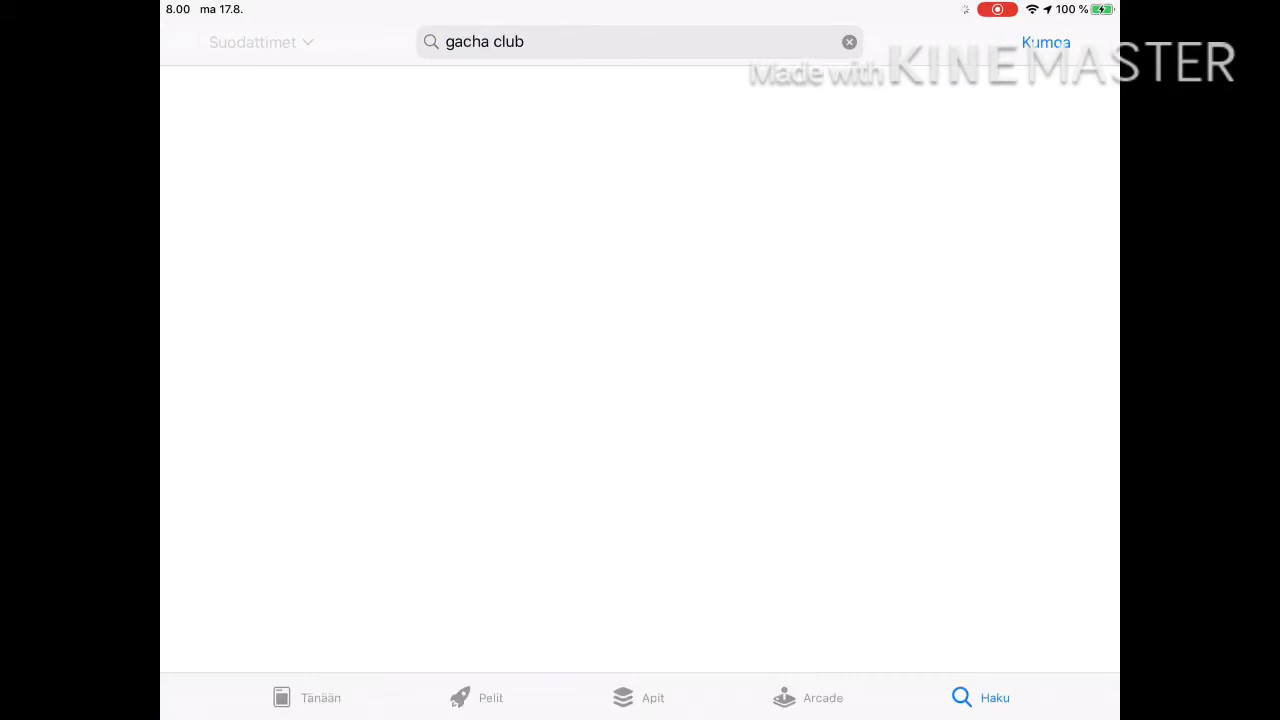 8.00 ma 17.8. 100 %
Suodattimet gacha club Kumoa
Made with KINEMASTER
Tänään Pelit Apit Arcade Haku